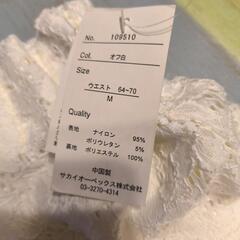 No. 109510
Col. オフ白
Size
ウエスト 64~70
M
Quality
表地 ナイロン 95%
ポリウレタン 5%
裏地 ポリエステル 100%
中国製
サカイオーベックス株式会社
03-3270-4314